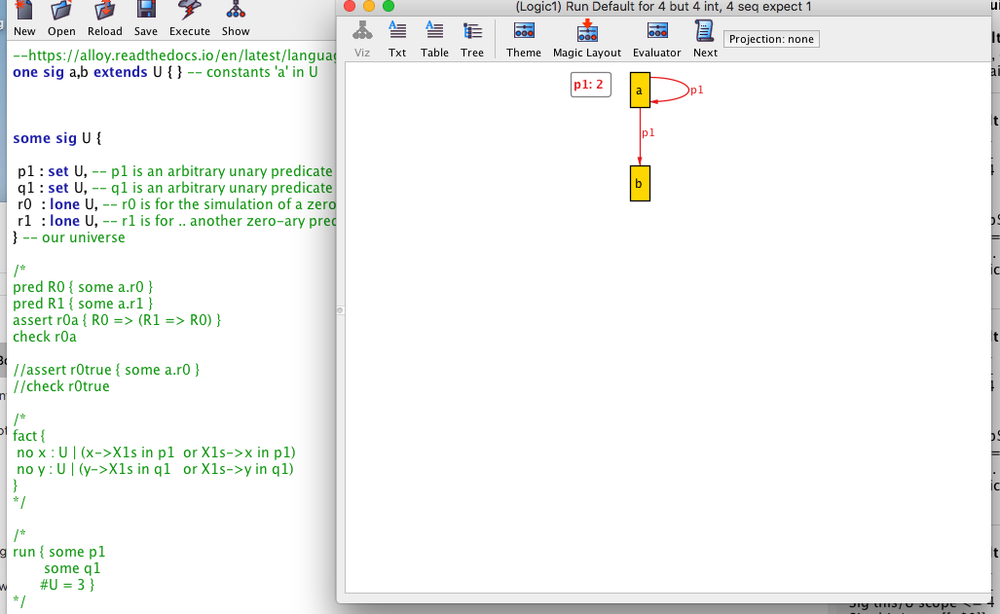 (Logic1) Run Default for 4 but 4 int, 4 seq expect 1
New Open Reload Save Execute Show
Viz Txt Table Tree Theme Magic Layout Evaluator Next Projection: none
--https://alloy.readthedocs.io/en/latest/languag
one sig a,b extends U { } -- constants 'a' in U
some sig U {
p1 : set U, -- p1 is an arbitrary unary predicate
q1 : set U, -- q1 is an arbitrary unary predicate
r0 : lone U, -- r0 is for the simulation of a zero
r1 : lone U, -- r1 is for .. another zero-ary pred
} -- our universe
/*
pred R0 { some a.r0 }
pred R1 { some a.r1 }
assert r0a { R0 => (R1 => R0) }
check r0a
//assert r0true { some a.r0 }
//check r0true
/*
fact {
no x : U | (x->X1s in p1 or X1s->x in p1)
no y : U | (y->X1s in q1 or X1s->y in q1)
}
*/
/*
run { some p1
some q1
#U = 3 }
*/
p1: 2
a
p1
p1
b